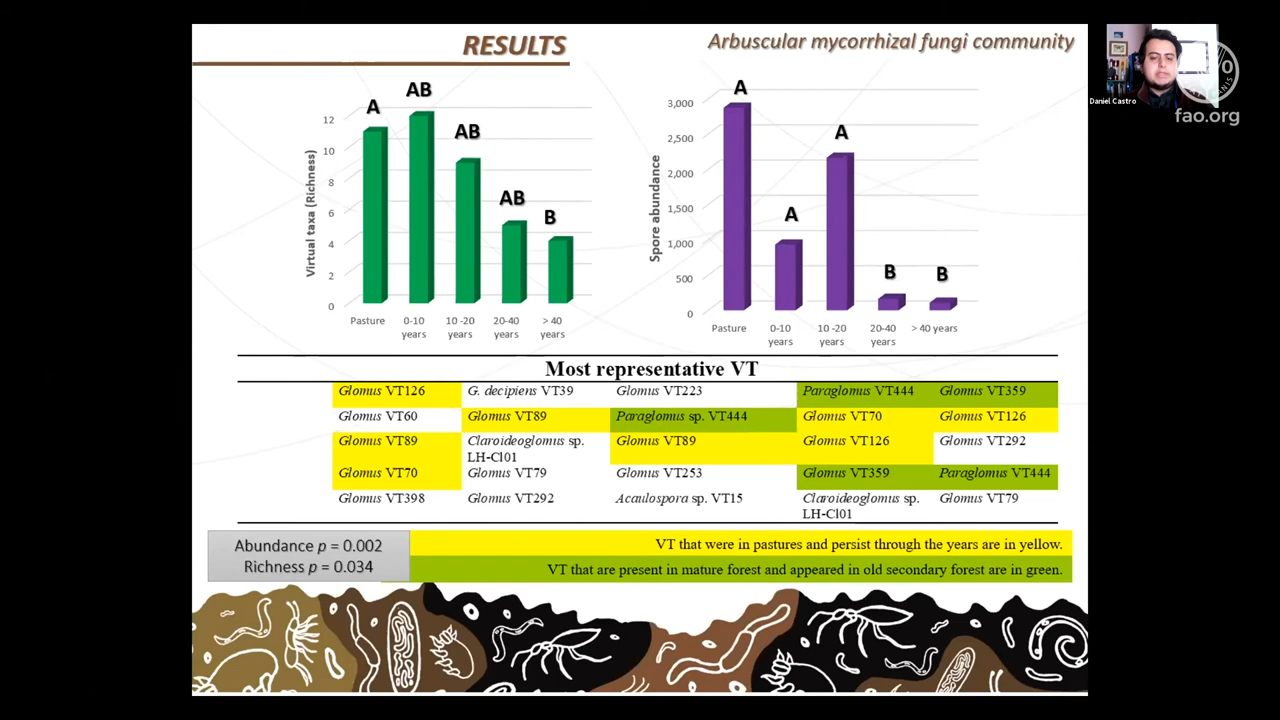 RESULTS
Arbuscular mycorrhizal fungi community
Daniel Castro
fao.org
A
AB
AB
AB
B
Virtual taxa (Richness)
12
10
8
6
4
2
0
Pasture
0-10 years
10 -20 years
20-40 years
> 40 years
A
A
A
B
B
Spore abundance
3,000
2,500
2,000
1,500
1,000
500
0
Pasture
0-10 years
10 -20 years
20-40 years
> 40 years
Most representative VT
Glomus VT126 G. decipiens VT39 Glomus VT223 Paraglomus VT444 Glomus VT359
Glomus VT60 Glomus VT89 Paraglomus sp. VT444 Glomus VT70 Glomus VT126
Glomus VT89 Claroideoglomus sp. LH-Cl01 Glomus VT89 Glomus VT126 Glomus VT292
Glomus VT70 Glomus VT79 Glomus VT253 Glomus VT359 Paraglomus VT444
Glomus VT398 Glomus VT292 Acaulospora sp. VT15 Claroideoglomus sp. LH-Cl01 Glomus VT79
Abundance p = 0.002
Richness p = 0.034
VT that were in pastures and persist through the years are in yellow.
VT that are present in mature forest and appeared in old secondary forest are in green.